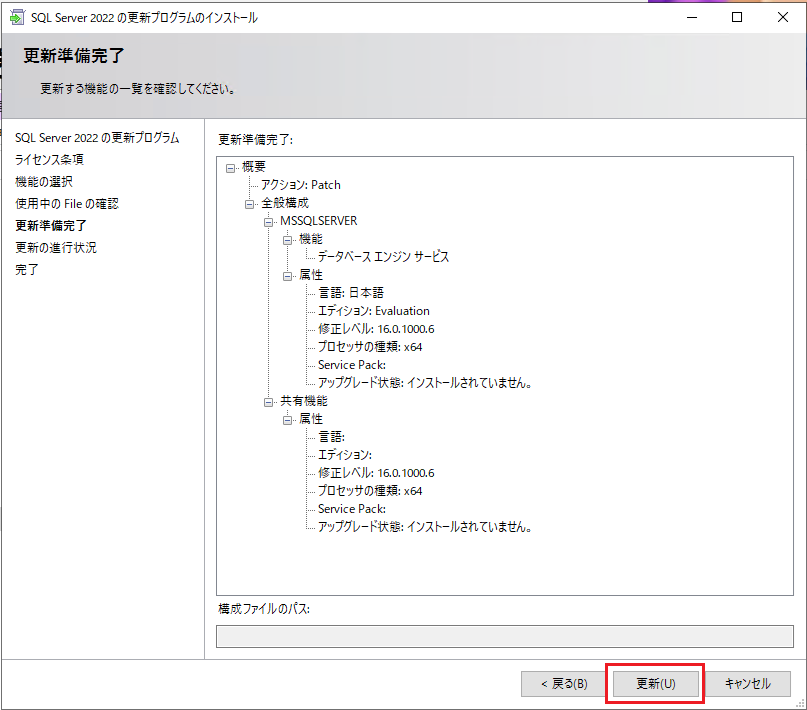 SQL Server 2022 の更新プログラムのインストール
更新準備完了
更新する機能の一覧を確認してください。
SQL Server 2022 の更新プログラム
ライセンス条項
機能の選択
使用中の File の確認
更新準備完了
更新の進行状況
完了
更新準備完了:
概要
アクション: Patch
全般構成
MSSQLSERVER
機能
データベース エンジン サービス
属性
言語: 日本語
エディション: Evaluation
修正レベル: 16.0.1000.6
プロセッサの種類: x64
Service Pack:
アップグレード状態: インストールされていません。
共有機能
属性
言語:
エディション:
修正レベル: 16.0.1000.6
プロセッサの種類: x64
Service Pack:
アップグレード状態: インストールされていません。
構成ファイルのパス:
< 戻る(B)
更新(U)
キャンセル